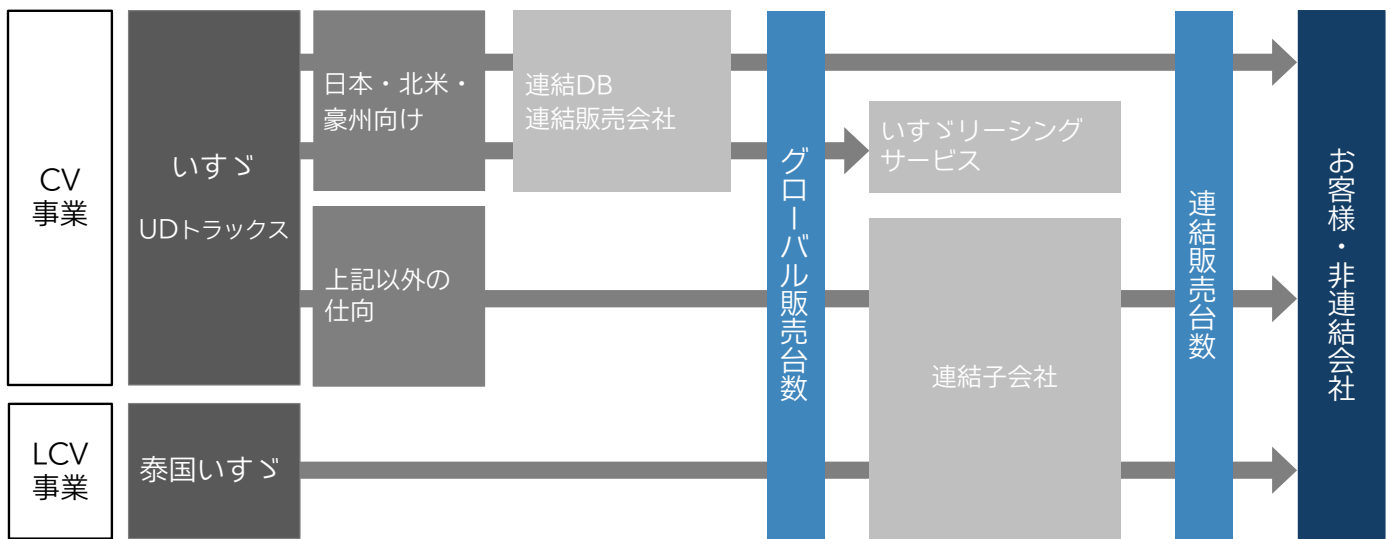 CV
事業
いすゞ
UDトラックス
日本・北米・
豪州向け
連結DB
連結販売会社
上記以外の
仕向
グローバル販売台数
いすゞリーシング
サービス
連結子会社
連結販売台数
お客様・非連結会社
LCV
事業
泰国いすゞ